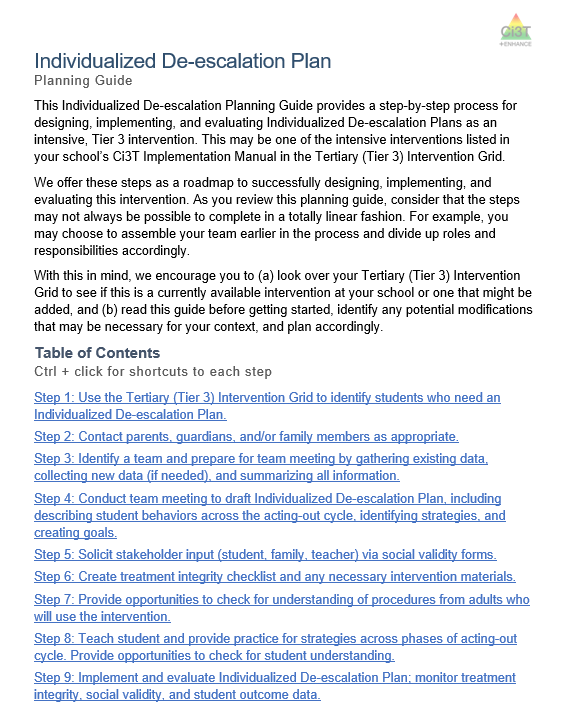 Ci3T
+ENHANCE
Individualized De-escalation Plan
Planning Guide
This Individualized De-escalation Planning Guide provides a step-by-step process for
designing, implementing, and evaluating Individualized De-escalation Plans as an
intensive, Tier 3 intervention. This may be one of the intensive interventions listed in
your school's Ci3T Implementation Manual in the Tertiary (Tier 3) Intervention Grid.
We offer these steps as a roadmap to successfully designing, implementing, and
evaluating this intervention. As you review this planning guide, consider that the steps
may not always be possible to complete in a totally linear fashion. For example, you
may choose to assemble your team earlier in the process and divide up roles and
responsibilities accordingly.
With this in mind, we encourage you to (a) look over your Tertiary (Tier 3) Intervention
Grid to see if this is a currently available intervention at your school or one that might be
added, and (b) read this guide before getting started, identify any potential modifications
that may be necessary for your context, and plan accordingly.
Table of Contents
Ctrl + click for shortcuts to each step
Step 1: Use the Tertiary (Tier 3) Intervention Grid to identify students who need an
Individualized De-escalation Plan.
Step 2: Contact parents, guardians, and/or family members as appropriate.
Step 3: Identify a team and prepare for team meeting by gathering existing data,
collecting new data (if needed), and summarizing all information.
Step 4: Conduct team meeting to draft Individualized De-escalation Plan, including
describing student behaviors across the acting-out cycle, identifying strategies, and
creating goals.
Step 5: Solicit stakeholder input (student, family, teacher) via social validity forms.
Step 6: Create treatment integrity checklist and any necessary intervention materials.
Step 7: Provide opportunities to check for understanding of procedures from adults who
will use the intervention.
Step 8: Teach student and provide practice for strategies across phases of acting-out
cycle. Provide opportunities to check for student understanding.
Step 9: Implement and evaluate Individualized De-escalation Plan; monitor treatment
integrity, social validity, and student outcome data.